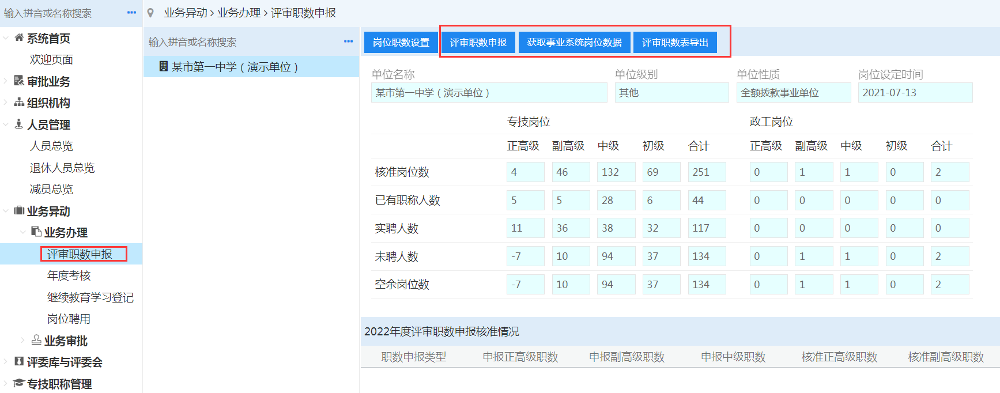 输入拼音或名称搜索
系统首页
欢迎页面
审批业务
组织机构
人员管理
人员总览
退休人员总览
减员总览
业务异动
业务办理
评审职数申报
年度考核
继续教育学习登记
岗位聘用
业务审批
评委库与评委会
专技职称管理
业务异动 > 业务办理 > 评审职数申报
输入拼音或名称搜索
某市第一中学（演示单位）
岗位职数设置 评审职数申报 获取事业系统岗位数据 评审职数表导出
单位名称 单位级别 单位性质 岗位设定时间
某市第一中学（演示单位） 其他 全额拨款事业单位 2021-07-13
专技岗位 政工岗位
正高级 副高级 中级 初级 合计 正高级 副高级 中级 初级 合计
核准岗位数 4 46 132 69 251 0 1 1 0 2
已有职称人数 5 5 28 6 44 0 0 0 0 0
实聘人数 11 36 38 32 117 0 0 0 0 0
未聘人数 -7 10 94 37 134 0 1 1 0 2
空余岗位数 -7 10 94 37 134 0 1 1 0 2
2022年度评审职数申报核准情况
职数申报类型 申报正高级职数 申报副高级职数 申报中级职数 核准正高级职数 核准副高级职数